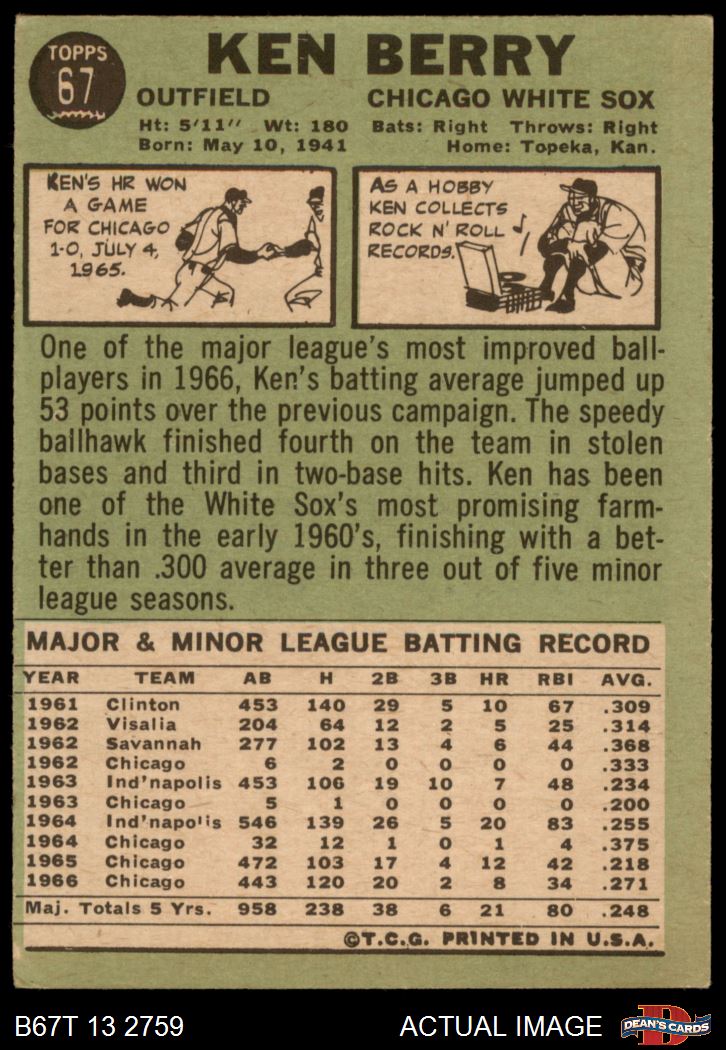 TOPPS
67
KEN BERRY
OUTFIELD CHICAGO WHITE SOX
Ht: 5'11" Wt: 180 Bats: Right Throws: Right
Born: May 10, 1941 Home: Topeka, Kan.
KEN'S HR WON
A GAME
FOR CHICAGO
1-0, JULY 4,
1965.
AS A HOBBY
KEN COLLECTS
ROCK N' ROLL
RECORDS.
One of the major league's most improved ball-
players in 1966, Ken's batting average jumped up
53 points over the previous campaign. The speedy
ballhawk finished fourth on the team in stolen
bases and third in two-base hits. Ken has been
one of the White Sox's most promising farm-
hands in the early 1960's, finishing with a bet-
ter than .300 average in three out of five minor
league seasons.
MAJOR & MINOR LEAGUE BATTING RECORD
YEAR TEAM AB H 2B 3B HR RBI AVG.
1961 Clinton 453 140 29 5 10 67 .309
1962 Visalia 204 64 12 2 5 25 .314
1962 Savannah 277 102 13 4 6 44 .368
1962 Chicago 6 2 0 0 0 0 .333
1963 Ind'napolis 453 106 19 10 7 48 .234
1963 Chicago 5 1 0 0 0 0 .200
1964 Ind'napolis 546 139 26 5 20 83 .255
1964 Chicago 32 12 1 0 1 4 .375
1965 Chicago 472 103 17 4 12 42 .218
1966 Chicago 443 120 20 2 8 34 .271
Maj. Totals 5 Yrs. 958 238 38 6 21 80 .248
©T.C.G. PRINTED IN U.S.A.
B67T 13 2759 ACTUAL IMAGE
D
DEAN'S CARDS